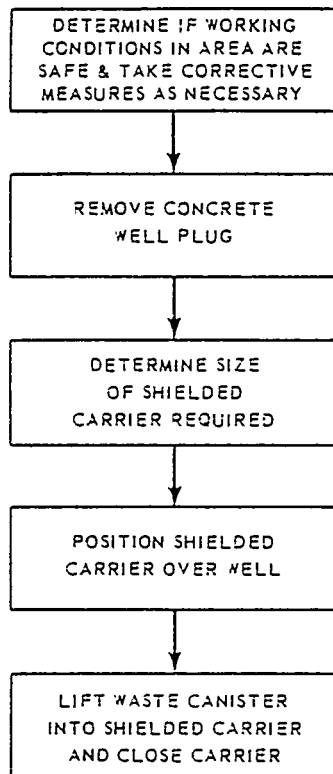 DETERMINE IF WORKING
CONDITIONS IN AREA ARE
SAFE & TAKE CORRECTIVE
MEASURES AS NECESSARY
REMOVE CONCRETE
WELL PLUG
DETERMINE SIZE
OF SHIELDED
CARRIER REQUIRED
POSITION SHIELDED
CARRIER OVER WELL
LIFT WASTE CANISTER
INTO SHIELDED CARRIER
AND CLOSE CARRIER